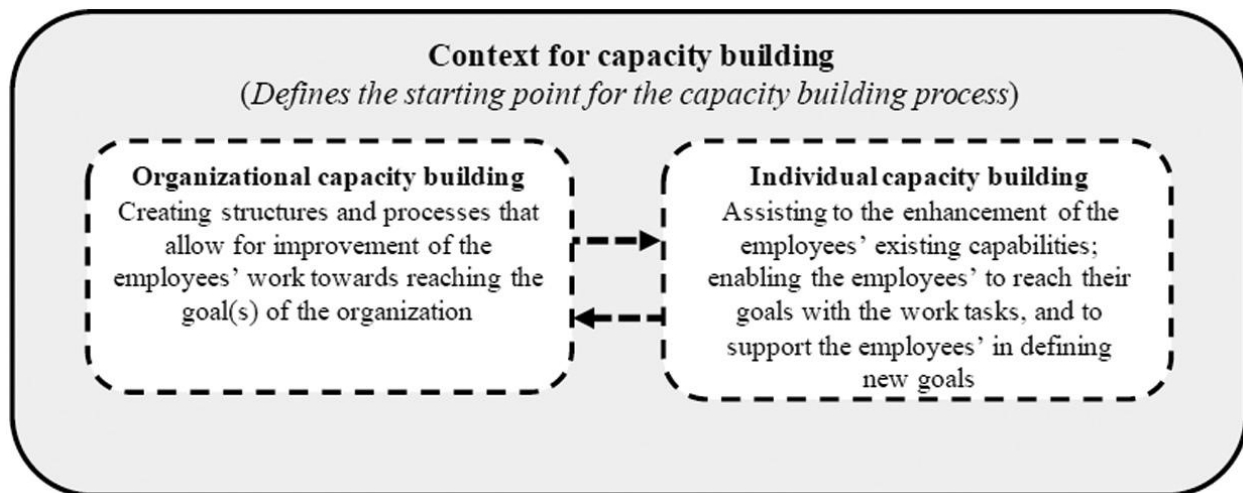 Context for capacity building
(Defines the starting point for the capacity building process)
Organizational capacity building
Creating structures and processes that
allow for improvement of the
employees’ work towards reaching the
goal(s) of the organization
Individual capacity building
Assisting to the enhancement of the
employees’ existing capabilities;
enabling the employees’ to reach their
goals with the work tasks, and to
support the employees’ in defining
new goals